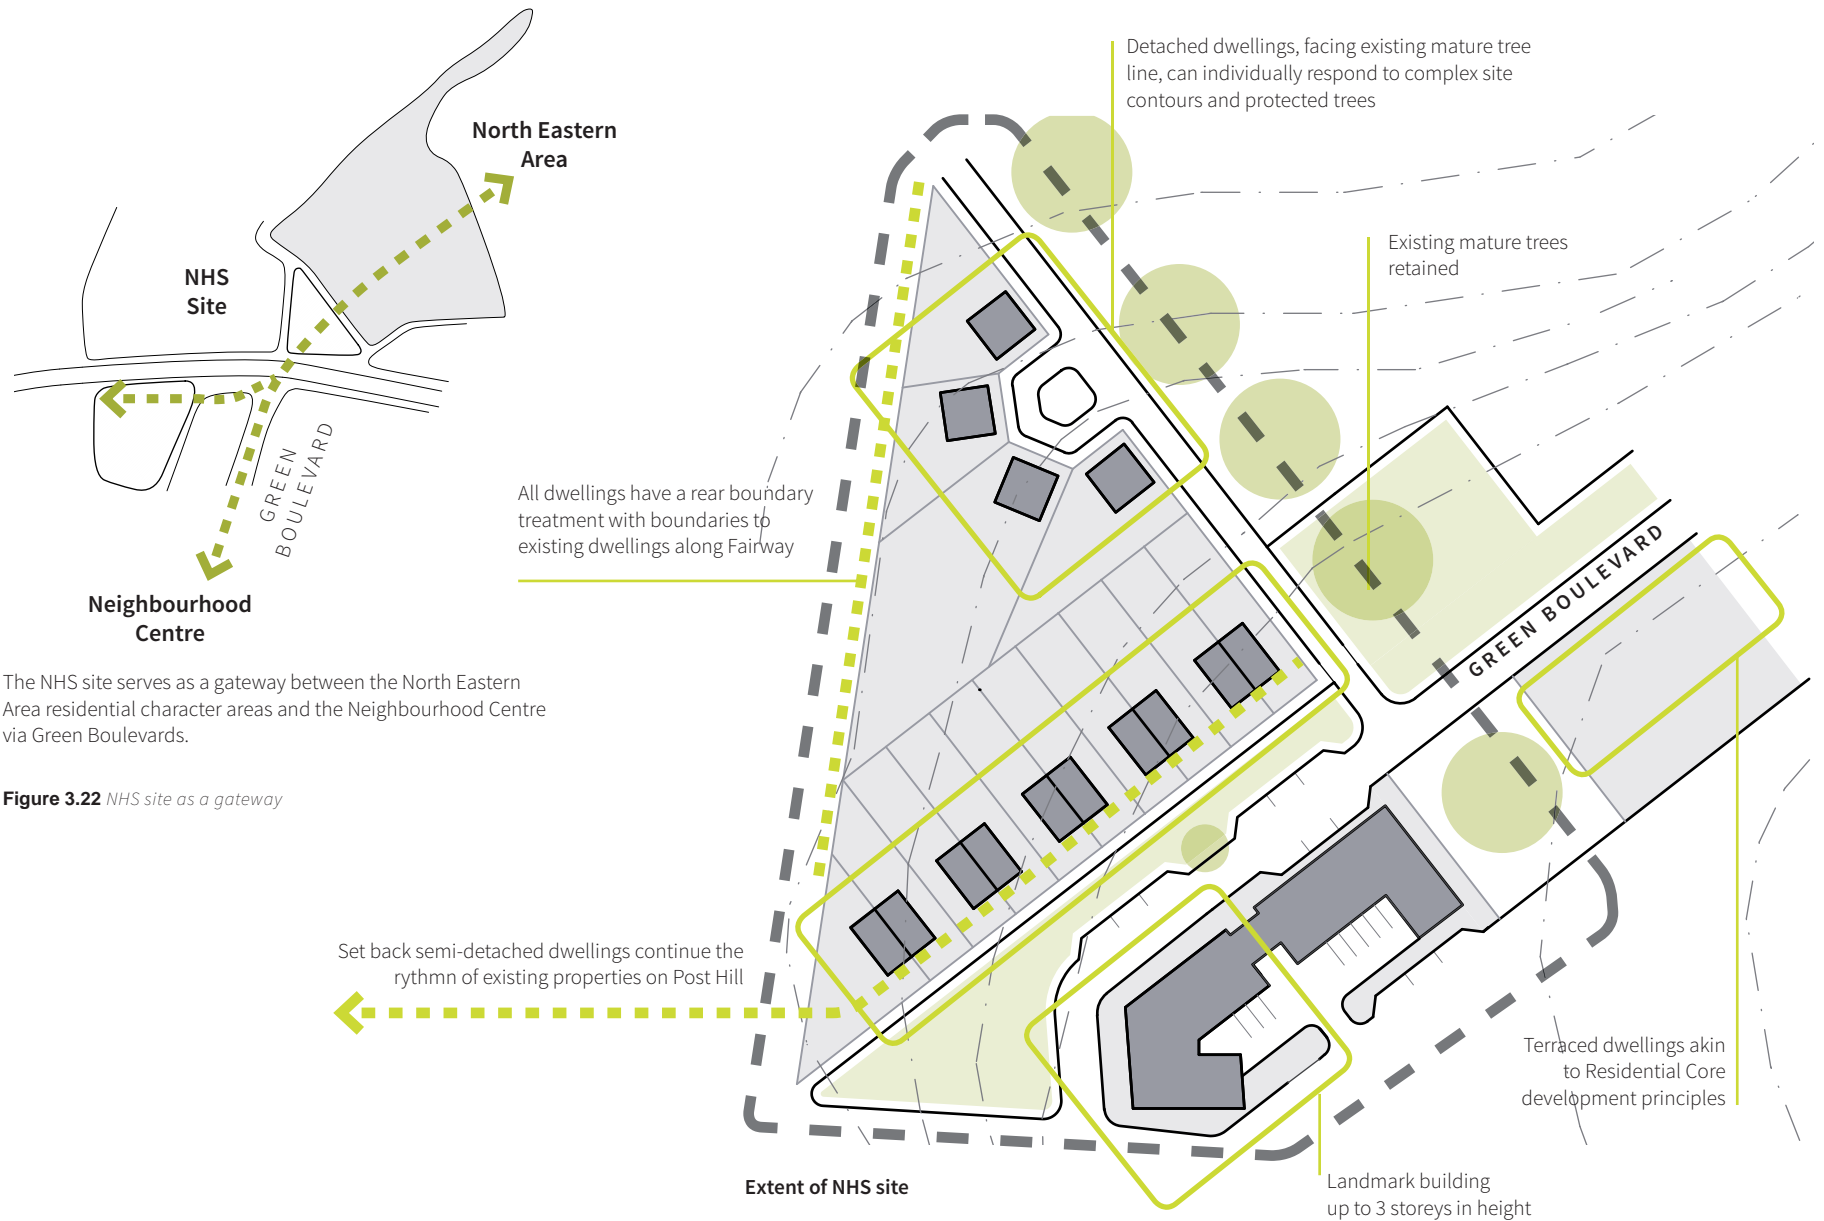 North Eastern
Area
NHS
Site
GREEN
BOULEVARD
Neighbourhood
Centre
The NHS site serves as a gateway between the North Eastern
Area residential character areas and the Neighbourhood Centre
via Green Boulevards.
Figure 3.22 NHS site as a gateway
Detached dwellings, facing existing mature tree
line, can individually respond to complex site
contours and protected trees
Existing mature trees
retained
All dwellings have a rear boundary
treatment with boundaries to
existing dwellings along Fairway
GREEN BOULEVARD
Set back semi-detached dwellings continue the
rythmn of existing properties on Post Hill
Terraced dwellings akin
to Residential Core
development principles
Extent of NHS site
Landmark building
up to 3 storeys in height